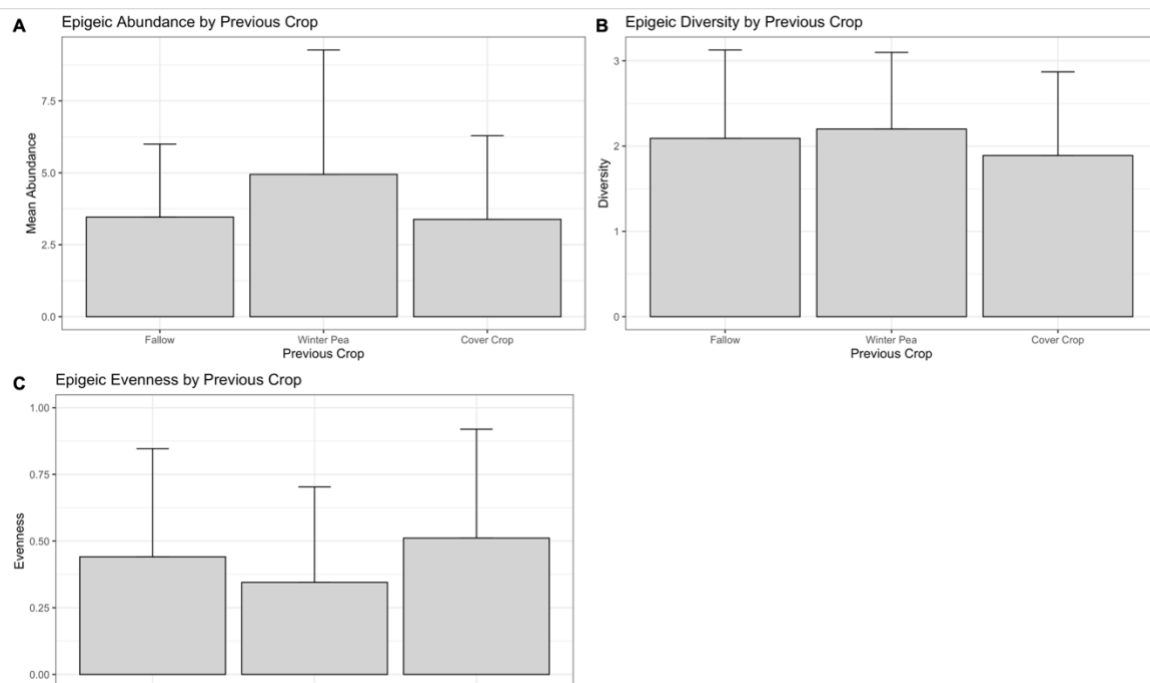 A Epigeic Abundance by Previous Crop
Mean Abundance
7.5
5.0
2.5
0.0
Fallow Winter Pea Cover Crop
Previous Crop
B Epigeic Diversity by Previous Crop
Diversity
3
2
1
0
Fallow Winter Pea Cover Crop
Previous Crop
C Epigeic Evenness by Previous Crop
Evenness
1.00
0.75
0.50
0.25
0.00